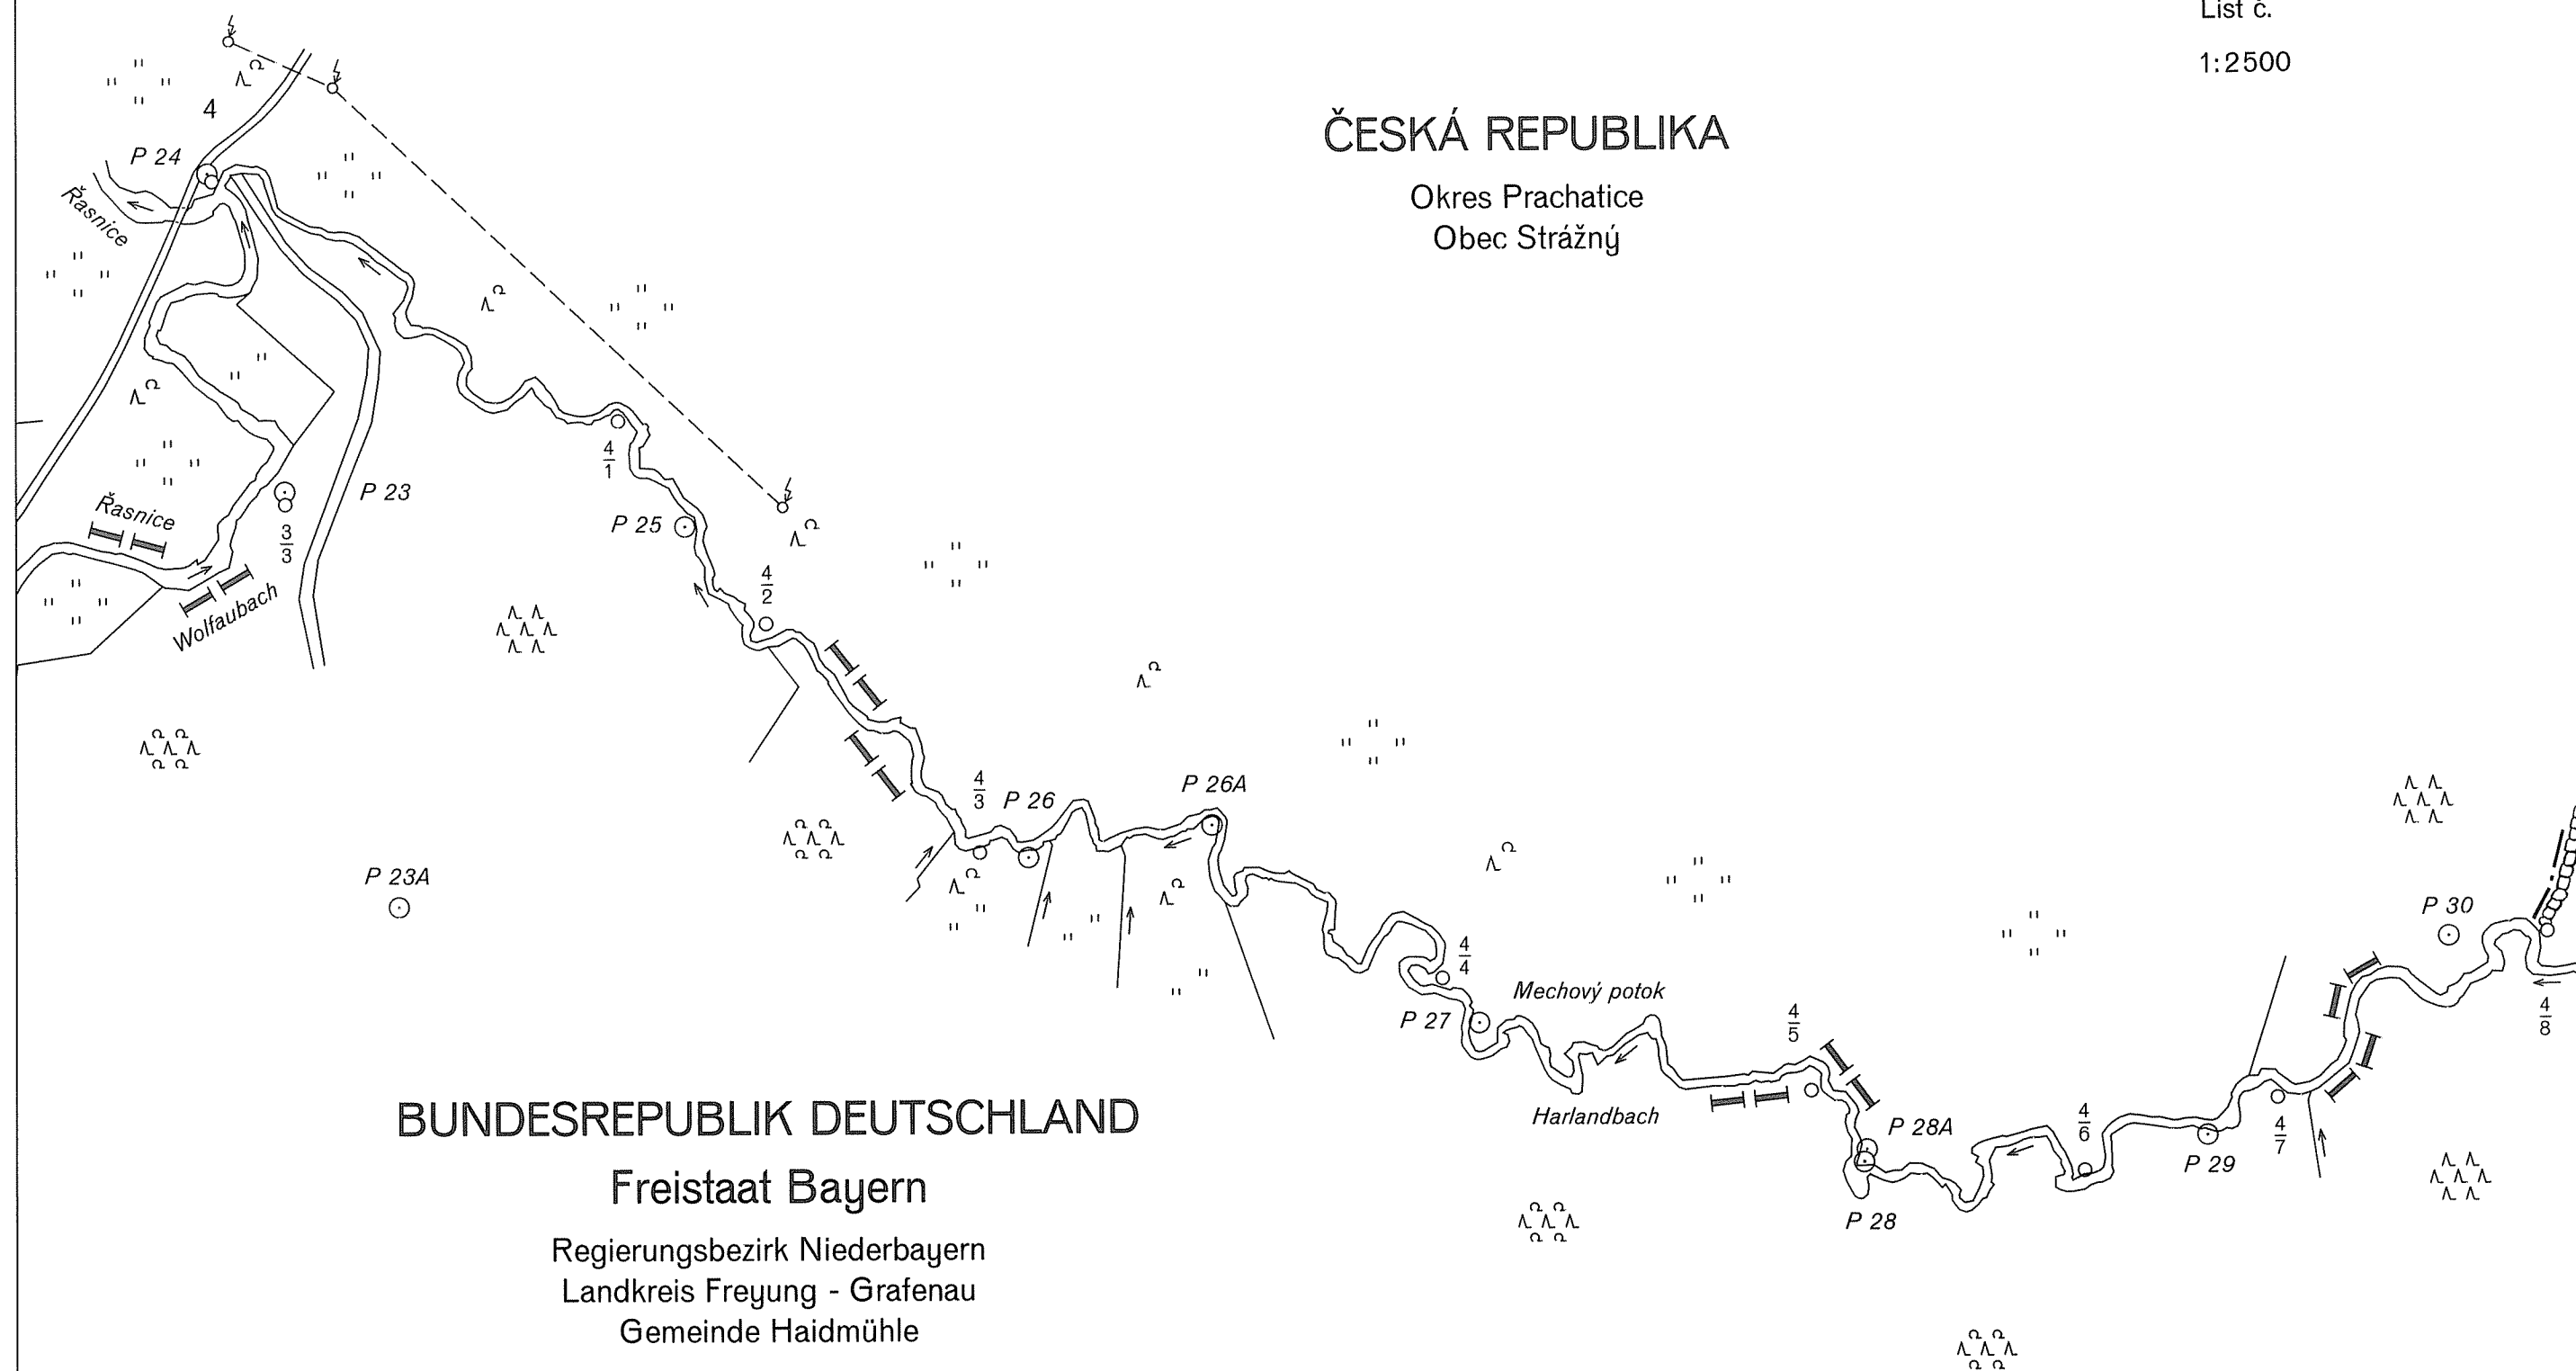 List č.
1:2500
ČESKÁ REPUBLIKA
Okres Prachatice
Obec Strážný
4
P 24
Řasnice
P 23
Řasnice
3
3
Wolfaubach
4
1
P 25
4
2
P 23A
4
3
P 26
P 26A
4
4
P 27
Mechový potok
Harlandbach
4
5
P 28A
P 28
4
6
P 29
4
7
P 30
4
8
BUNDESREPUBLIK DEUTSCHLAND
Freistaat Bayern
Regierungsbezirk Niederbayern
Landkreis Freyung - Grafenau
Gemeinde Haidmühle